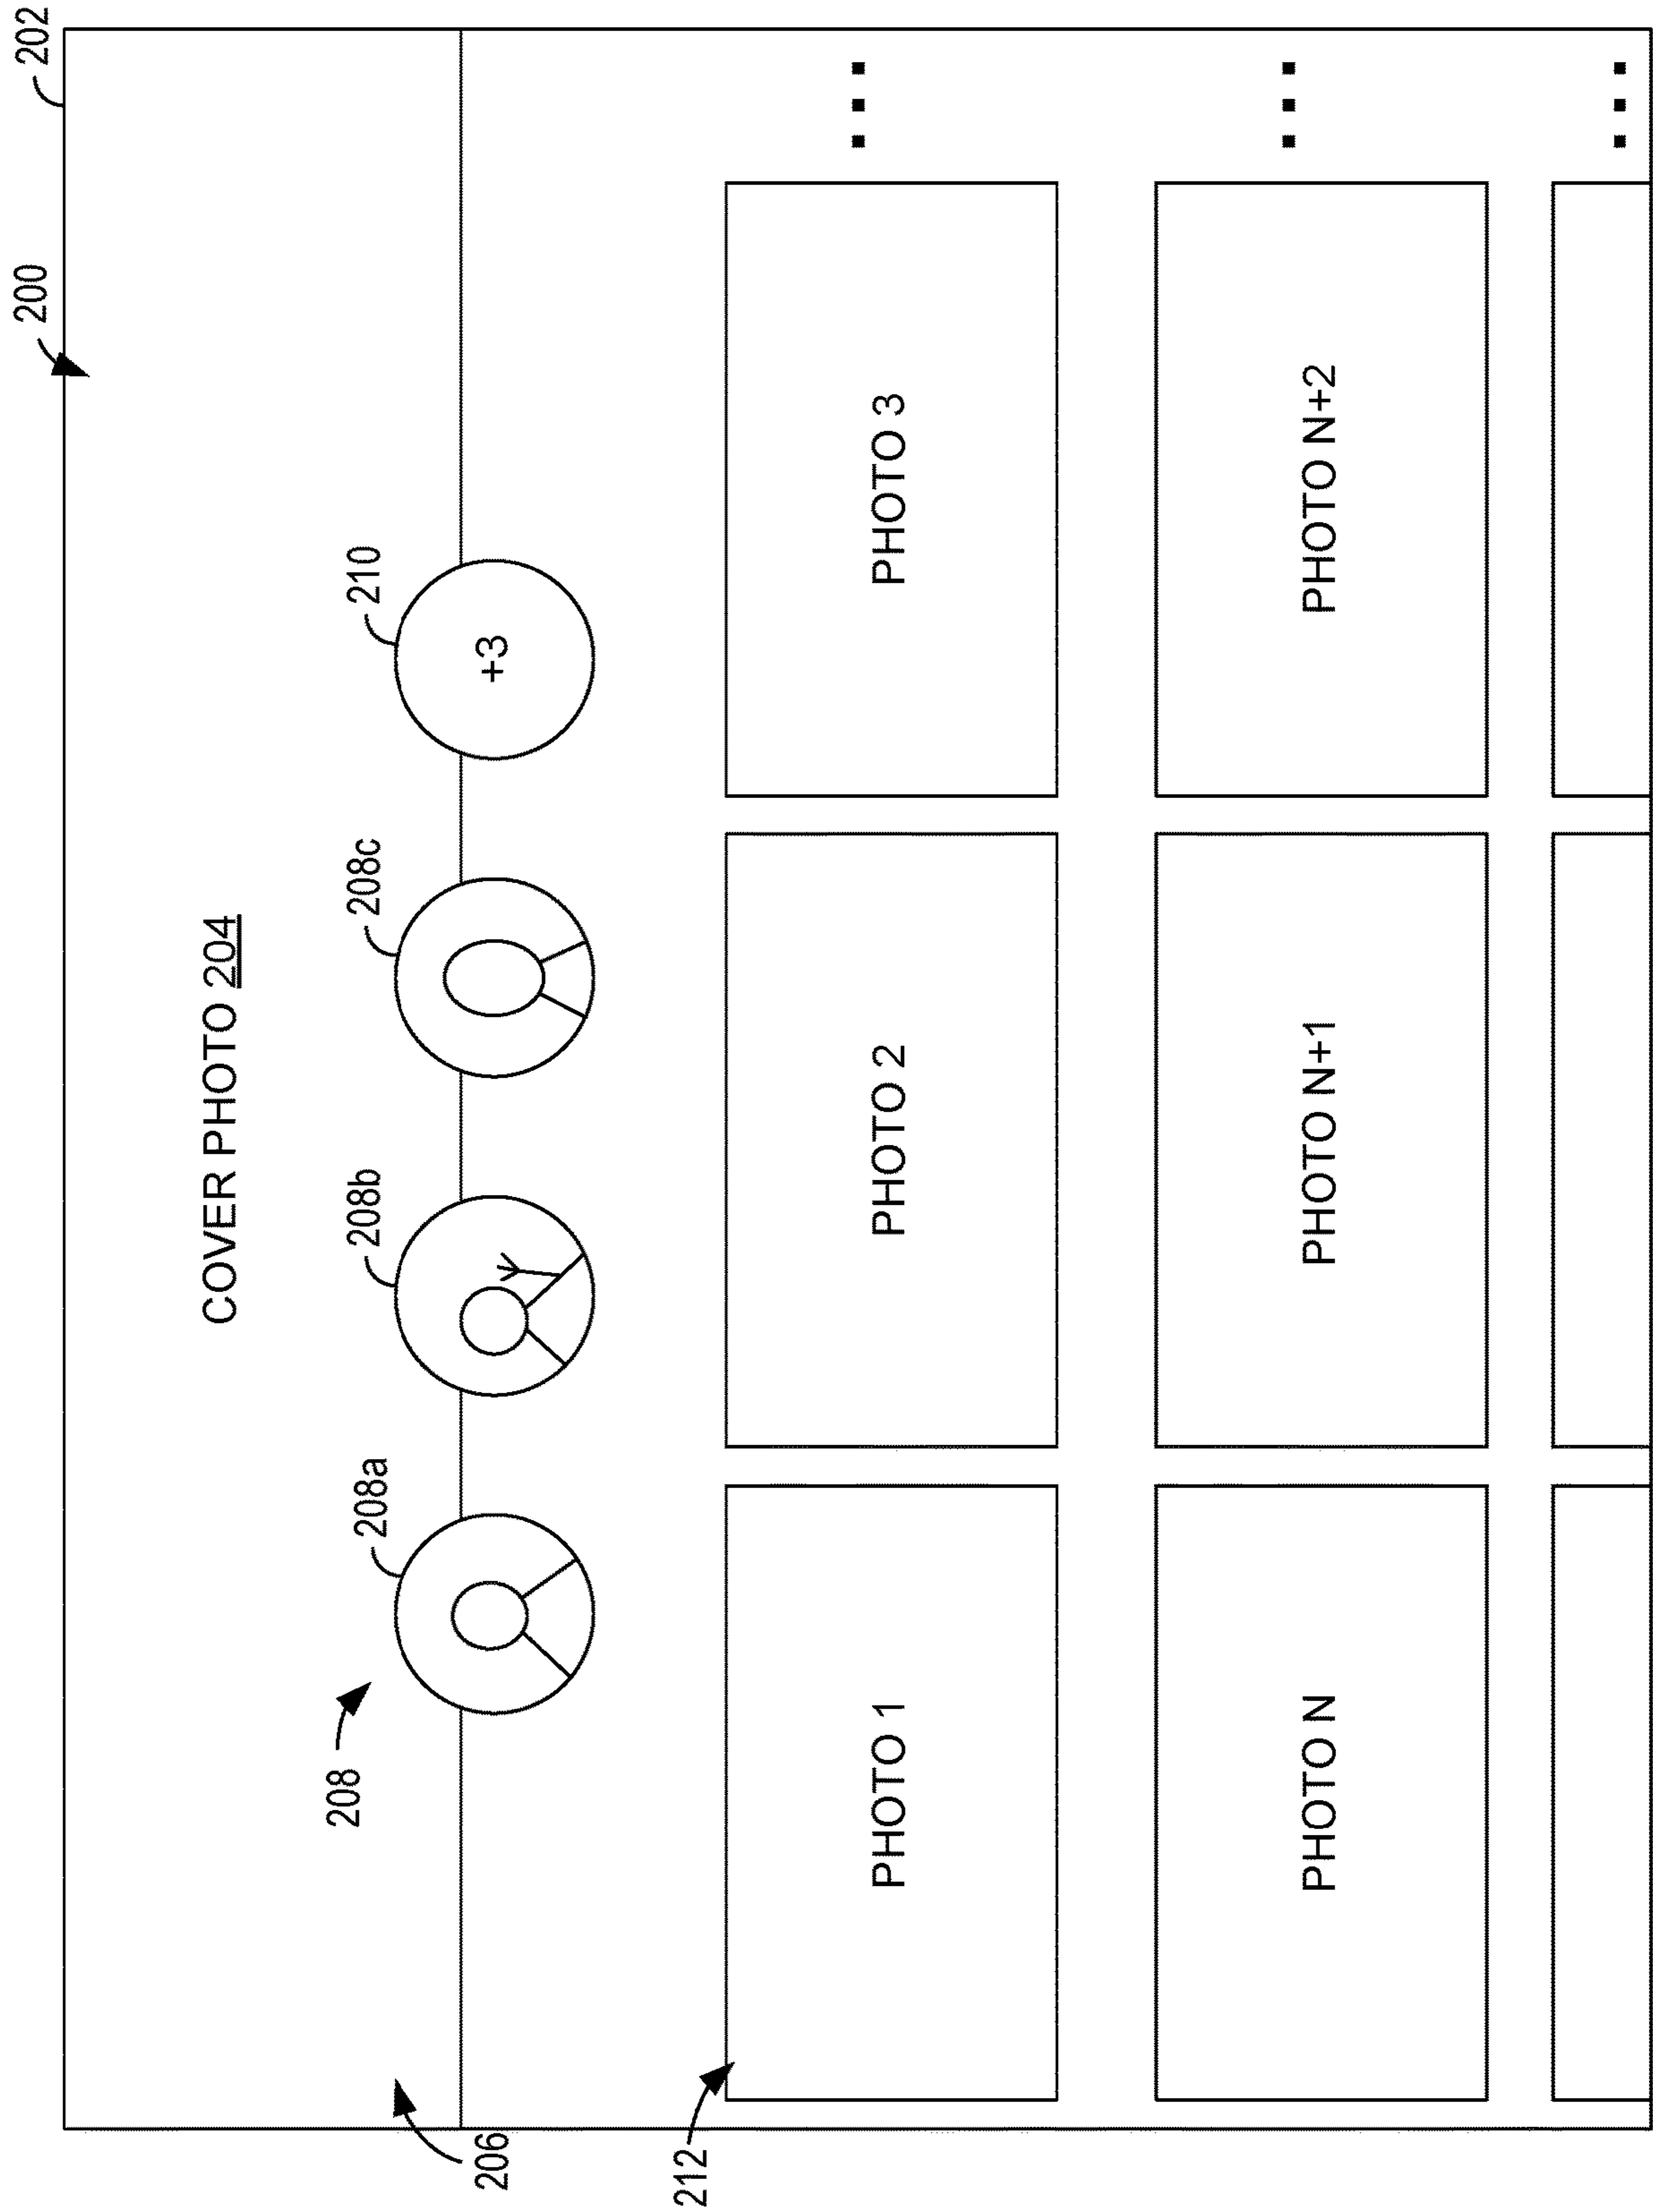 200
202
COVER PHOTO 204
206
208
208a
208b
208c
210
+3
212
PHOTO 1
PHOTO 2
PHOTO 3
PHOTO N
PHOTO N+1
PHOTO N+2